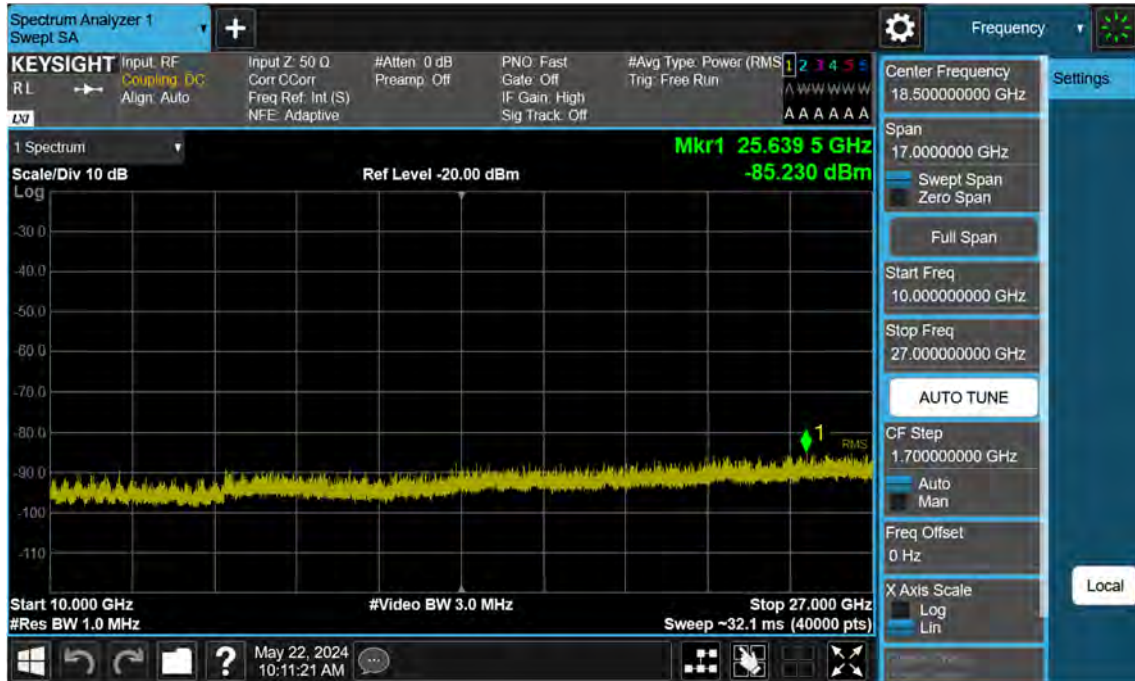 Spectrum Analyzer 1
Swept SA
Frequency
KEYSIGHT
RL
LXI
Input: RF
Coupling: DC
Align: Auto
Input Z: 50 Ω
Corr CCorr
Freq Ref: Int (S)
NFE: Adaptive
#Atten: 0 dB
Preamp: Off
PNO: Fast
Gate: Off
IF Gain: High
Sig Track: Off
#Avg Type: Power (RMS
Trig: Free Run
1 2 3 4 5 6
A W W W W W
A A A A A A
1 Spectrum
Scale/Div 10 dB
Log
Ref Level -20.00 dBm
Mkr1 25.639 5 GHz
-85.230 dBm
-30.0
-40.0
-50.0
-60.0
-70.0
-80.0
-90.0
-100
-110
1
RMS
Start 10.000 GHz
#Res BW 1.0 MHz
#Video BW 3.0 MHz
Stop 27.000 GHz
Sweep ~32.1 ms (40000 pts)
Center Frequency
18.500000000 GHz
Span
17.0000000 GHz
Swept Span
Zero Span
Full Span
Start Freq
10.000000000 GHz
Stop Freq
27.000000000 GHz
AUTO TUNE
CF Step
1.700000000 GHz
Auto
Man
Freq Offset
0 Hz
X Axis Scale
Log
Lin
Settings
Local
?
May 22, 2024
10:11:21 AM